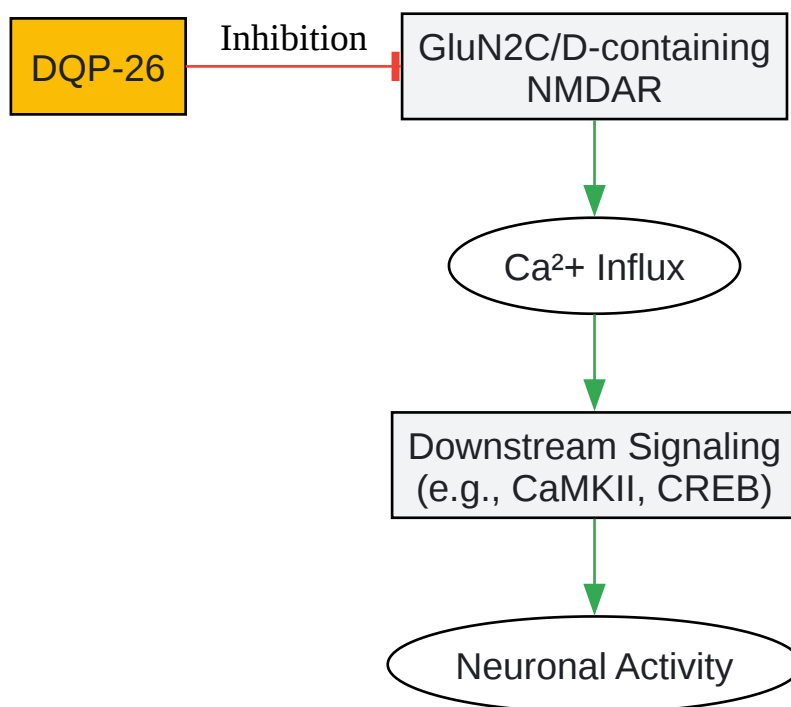 DQP-26
Inhibition
GluN2C/D-containing
NMDAR
Ca²+ Influx
Downstream Signaling
(e.g., CaMKII, CREB)
Neuronal Activity